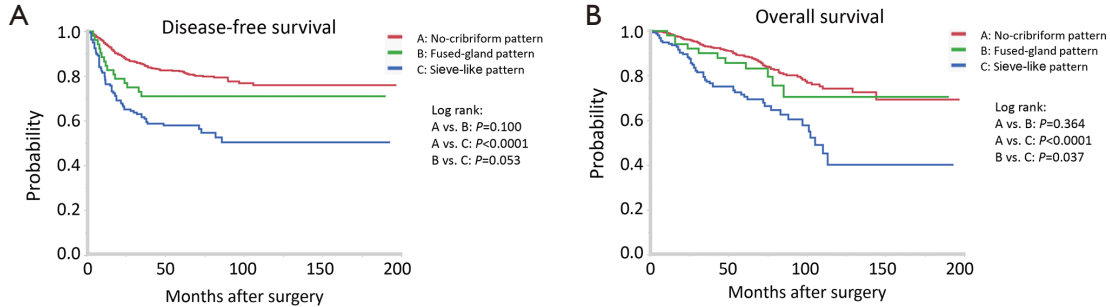 A
Disease-free survival
1.0
0.8
0.6
0.4
0.2
0.0
Probability
0 50 100 150 200
Months after surgery
A: No-cribriform pattern
B: Fused-gland pattern
C: Sieve-like pattern
Log rank:
A vs. B: P=0.100
A vs. C: P<0.0001
B vs. C: P=0.053
B
Overall survival
1.0
0.8
0.6
0.4
0.2
0.0
Probability
0 50 100 150 200
Months after surgery
A: No-cribriform pattern
B: Fused-gland pattern
C: Sieve-like pattern
Log rank:
A vs. B: P=0.364
A vs. C: P<0.0001
B vs. C: P=0.037